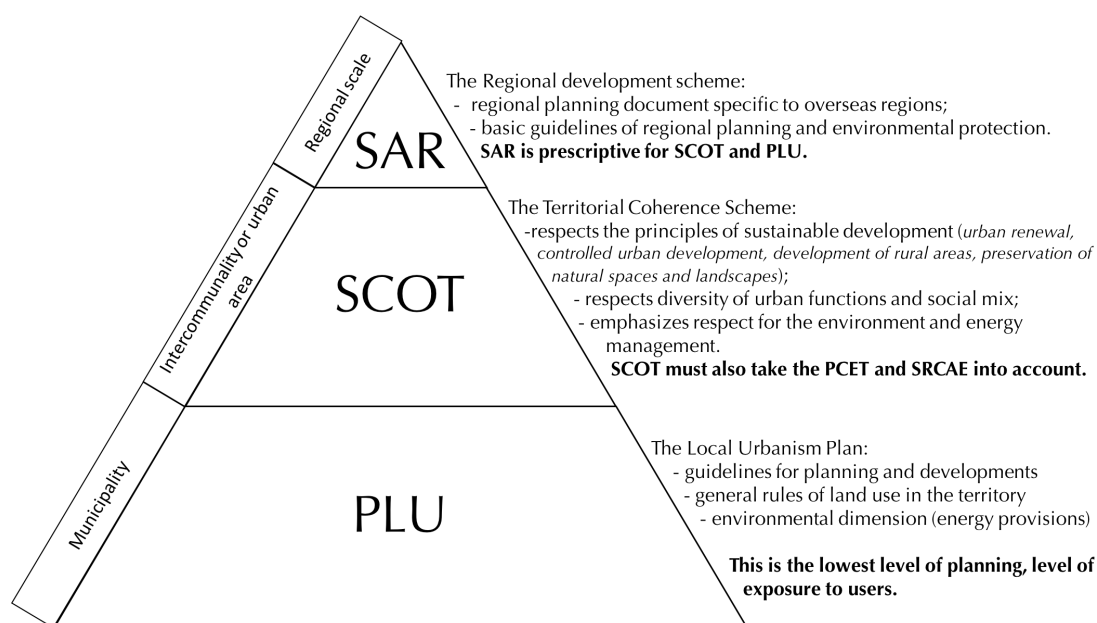 Regional scale
SAR
The Regional development scheme:
- regional planning document specific to overseas regions;
- basic guidelines of regional planning and environmental protection.
SAR is prescriptive for SCOT and PLU.
Intercommunality or urban
area
SCOT
The Territorial Coherence Scheme:
-respects the principles of sustainable development (urban renewal,
controlled urban development, development of rural areas, preservation of
natural spaces and landscapes);
- respects diversity of urban functions and social mix;
- emphasizes respect for the environment and energy
management.
SCOT must also take the PCET and SRCAE into account.
Municipality
PLU
The Local Urbanism Plan:
- guidelines for planning and developments
- general rules of land use in the territory
- environmental dimension (energy provisions)
This is the lowest level of planning, level of
exposure to users.